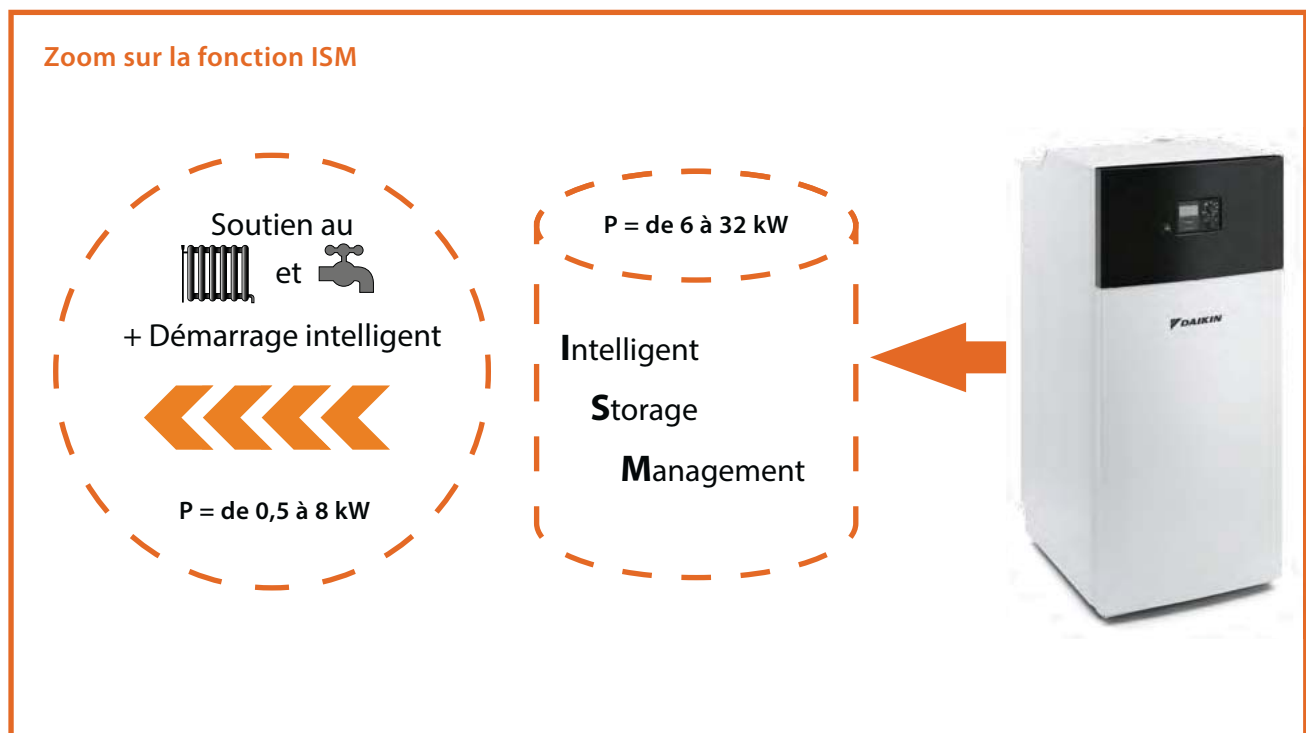 Zoom sur la fonction ISM
Soutien au
et
+ Démarrage intelligent
P = de 0,5 à 8 kW
P = de 6 à 32 kW
Intelligent
Storage
Management
DAIKIN